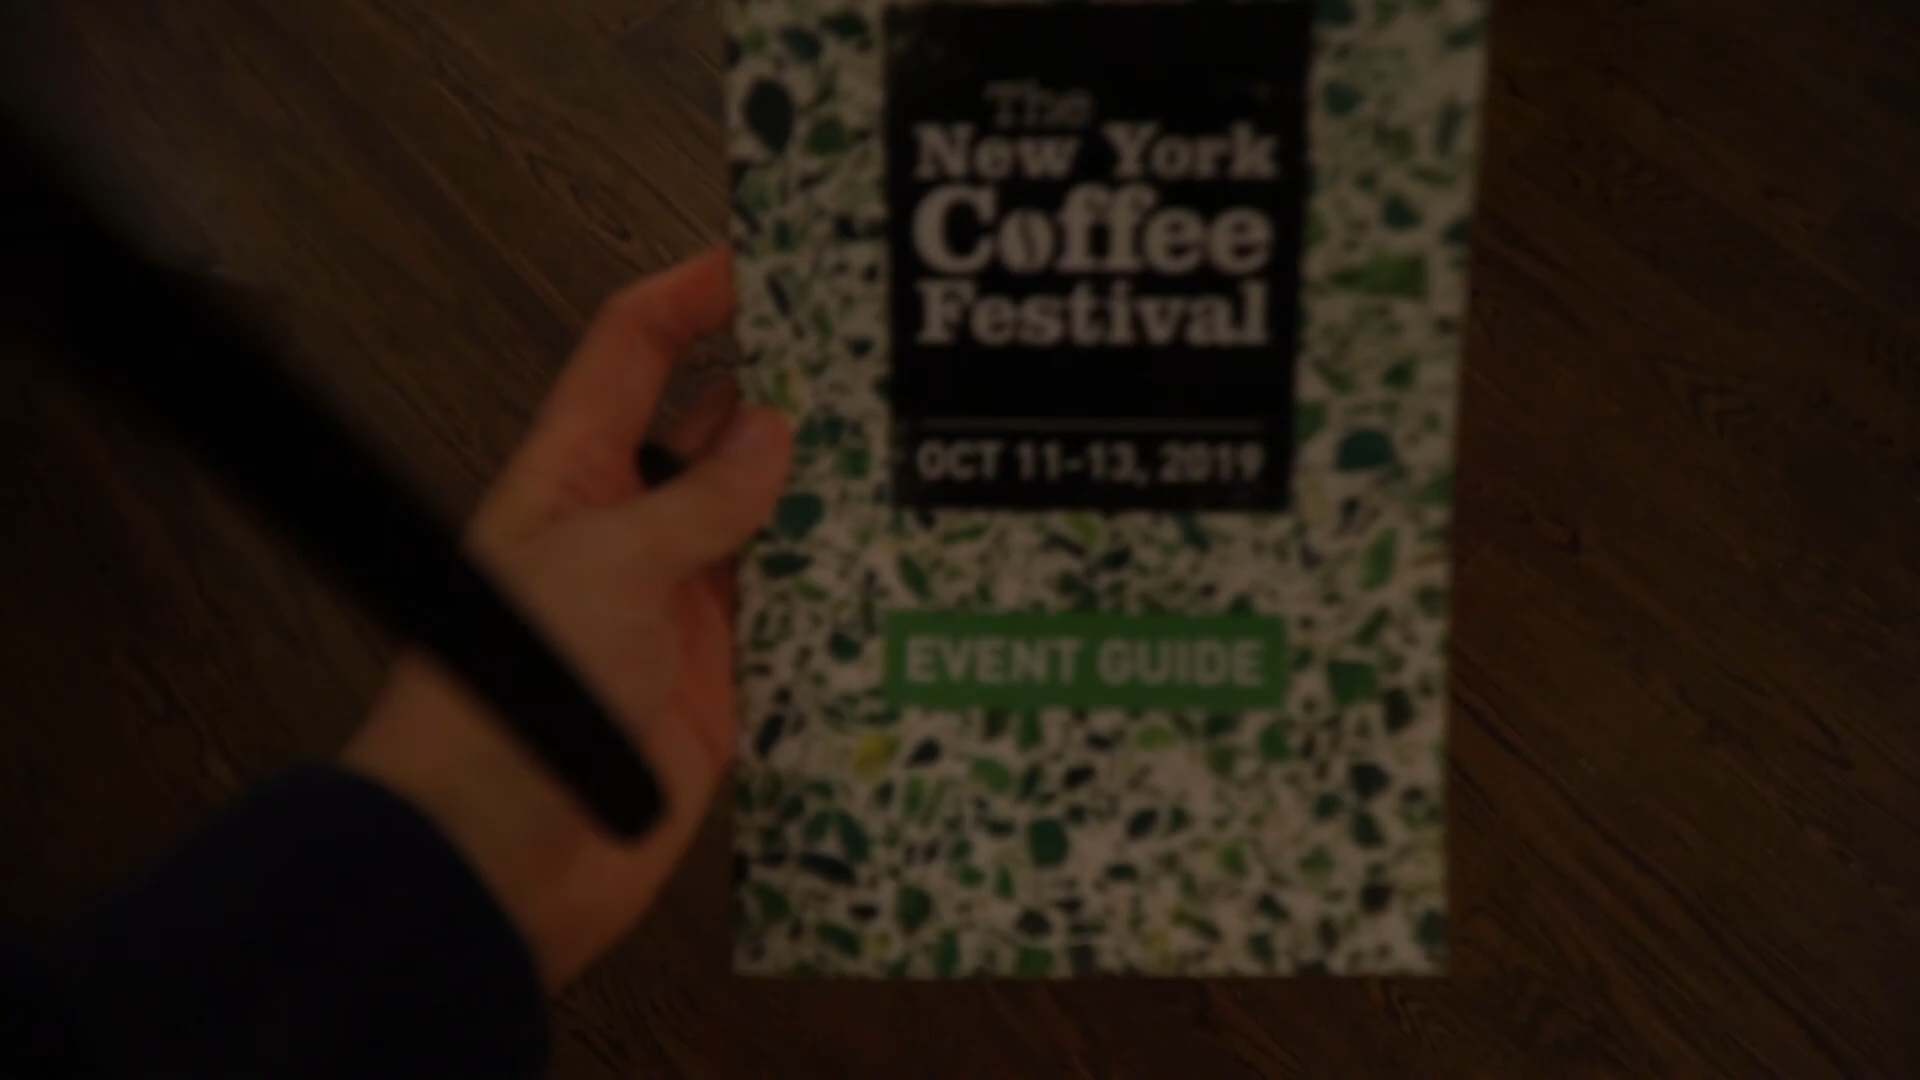 The
New York
Coffee
Festival
OCT 11-13, 2019
EVENT GUIDE